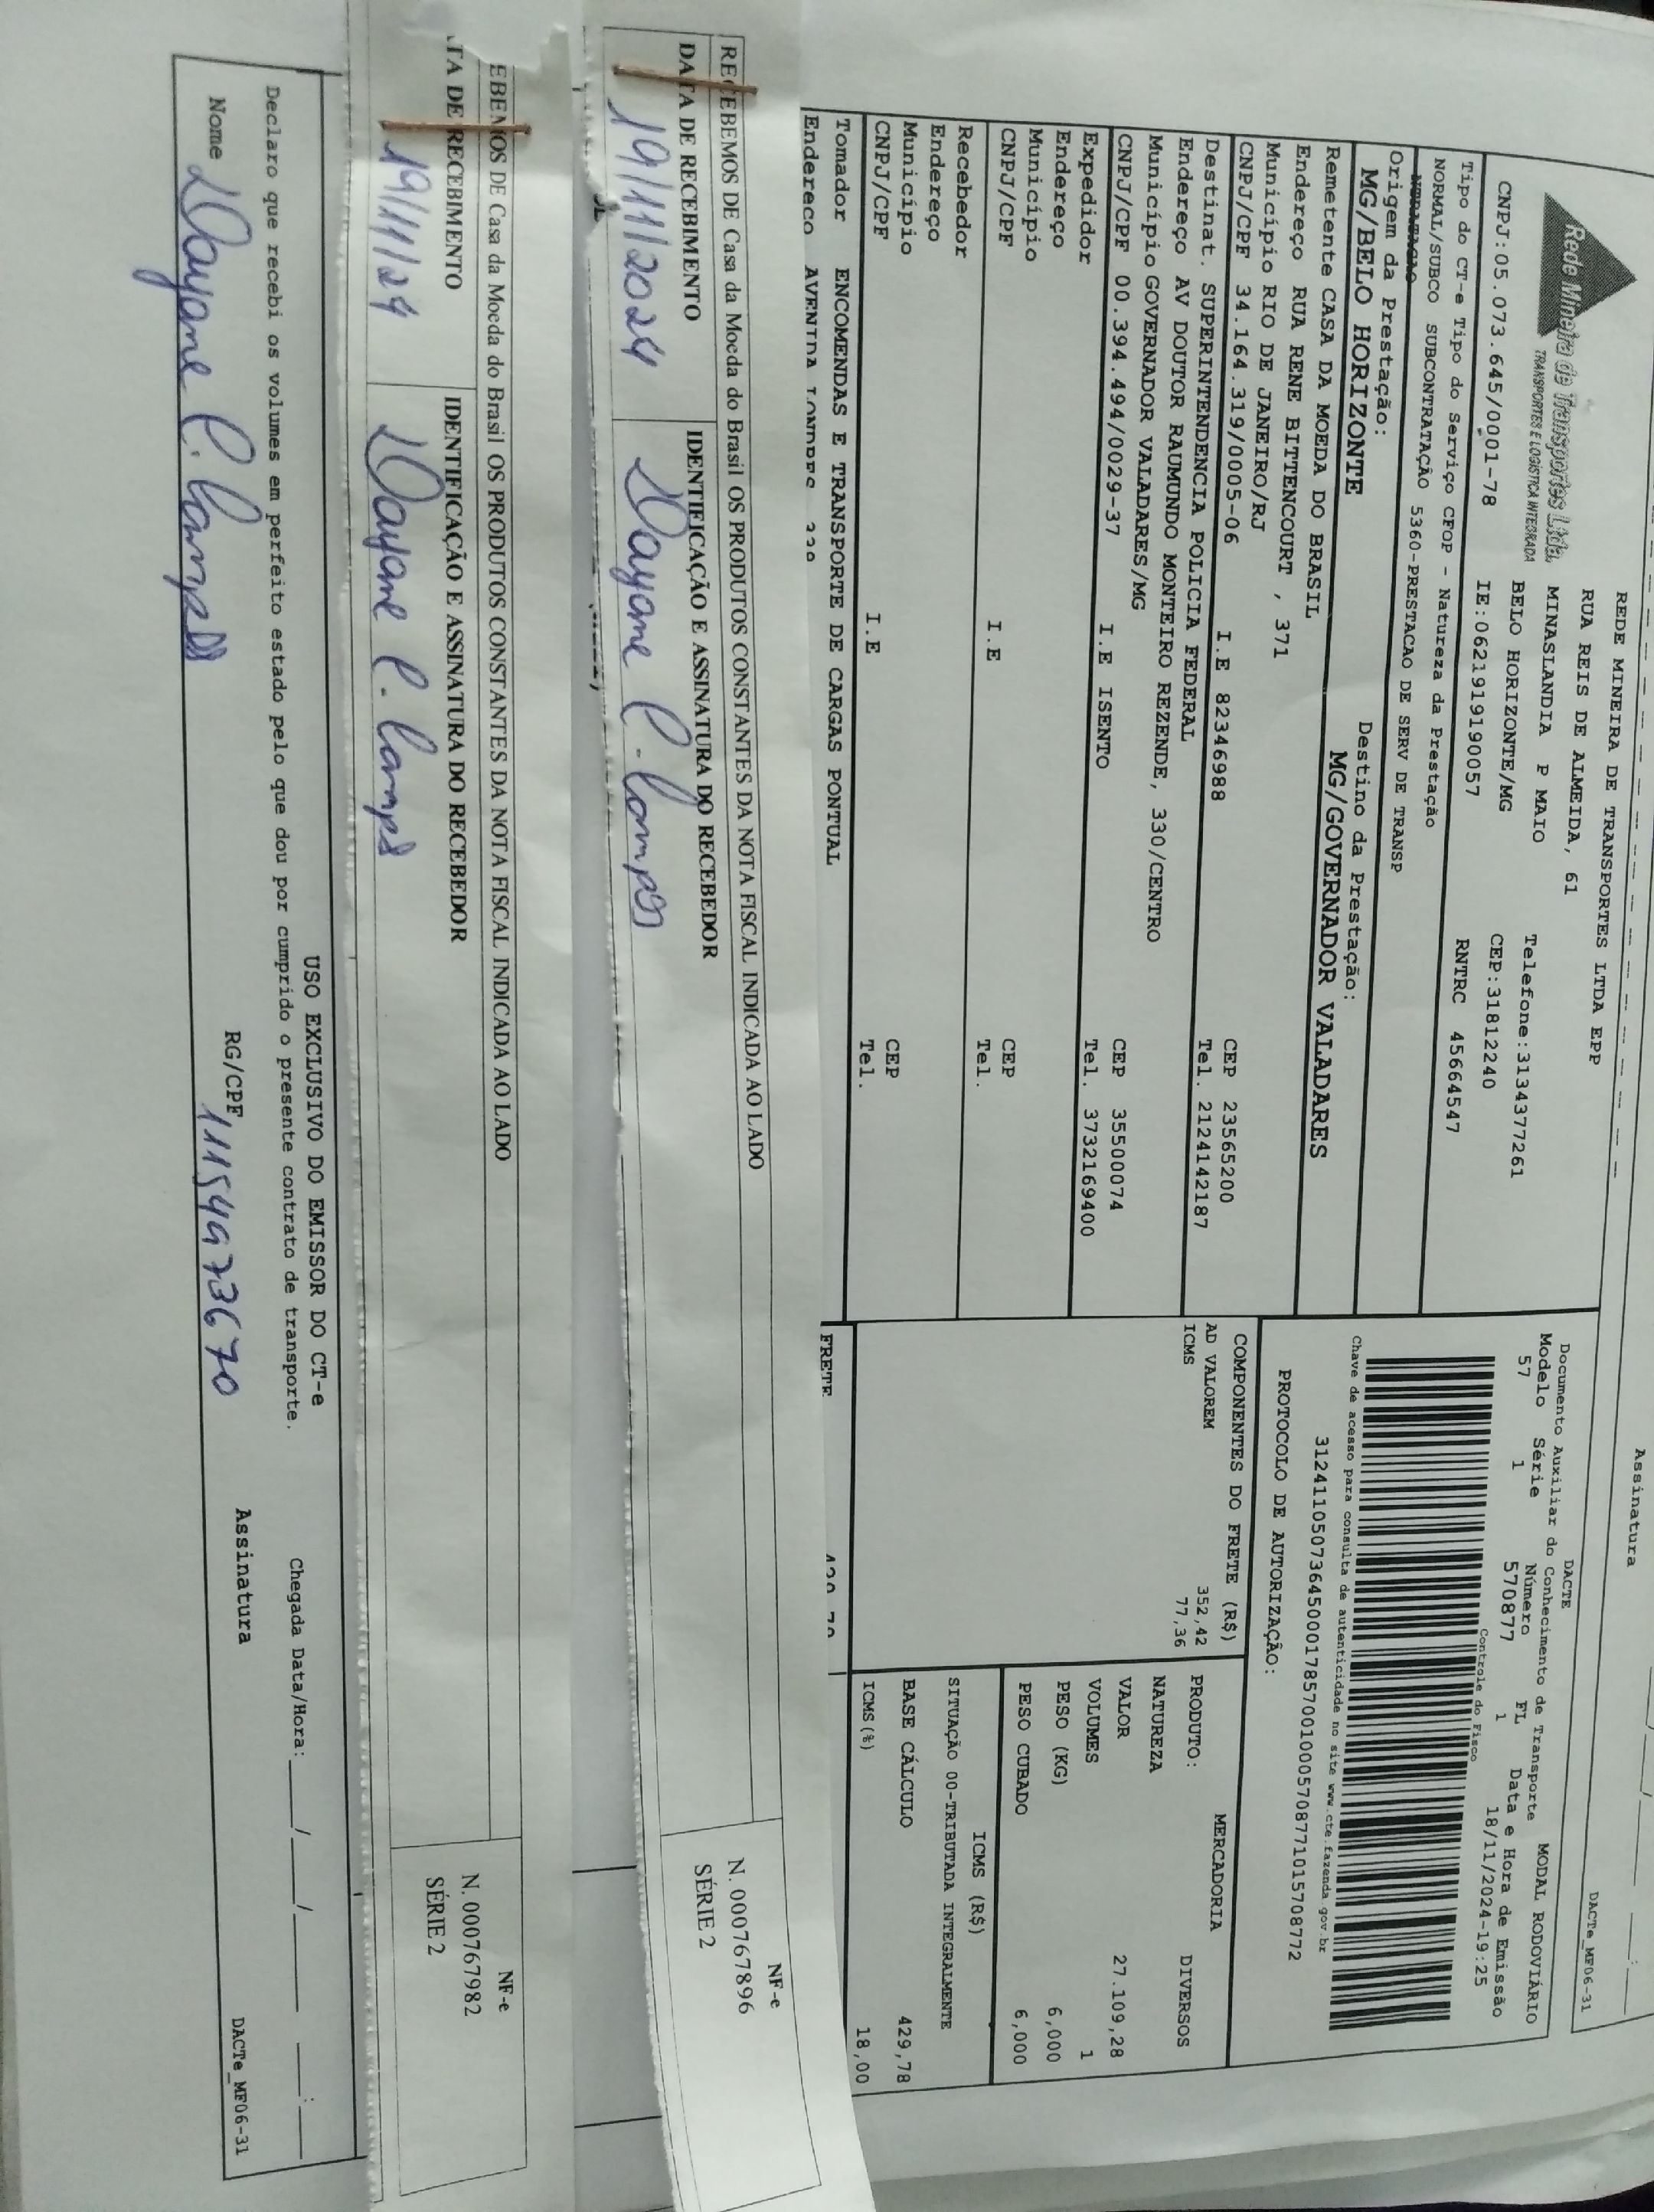 Assinatura
DACTe_MF06-31
Rede Mineira de Transportes Ltda.
TRANSPORTES E LOGÍSTICA INTEGRADA
REDE MINEIRA DE TRANSPORTES LTDA EPP
RUA REIS DE ALMEIDA, 61
MINASLANDIA P MAIO Telefone:3134377261
BELO HORIZONTE/MG CEP:31812240
CNPJ:05.073.645/0001-78 IE:0621919190057 RNTRC 45664547
DACTE
Documento Auxiliar do Conhecimento de Transporte MODAL RODOVIÁRIO
Modelo Série Número FL Data e Hora de Emissão
57 1 570877 1 18/11/2024-19:25
Controle do Fisco
Tipo do CT-e Tipo do Serviço CFOP - Natureza da Prestação
NORMAL/SUBCO SUBCONTRATAÇÃO 5360-PRESTACAO DE SERV DE TRANSP
Chave de acesso para consulta de autenticidade no site www.cte.fazenda.gov.br
31241105073645000178570010005708771015708772
PROTOCOLO DE AUTORIZAÇÃO:
Origem da Prestação: Destino da Prestação:
MG/BELO HORIZONTE MG/GOVERNADOR VALADARES
Remetente CASA DA MOEDA DO BRASIL
Endereço RUA RENE BITTENCOURT , 371
Município RIO DE JANEIRO/RJ CEP 23565200
CNPJ/CPF 34.164.319/0005-06 I.E 82346988 Tel. 2124142187
Destinat. SUPERINTENDENCIA POLICIA FEDERAL
Endereço AV DOUTOR RAUMUNDO MONTEIRO REZENDE, 330/CENTRO
Município GOVERNADOR VALADARES/MG CEP 35500074
CNPJ/CPF 00.394.494/0029-37 I.E ISENTO Tel. 3732169400
Expedidor
Endereço
Município CEP
CNPJ/CPF I.E Tel.
Recebedor
Endereço
Município CEP
CNPJ/CPF I.E Tel.
Tomador ENCOMENDAS E TRANSPORTE DE CARGAS PONTUAL
Endereço AVENIDA LONDRES
COMPONENTES DO FRETE (R$)
AD VALOREM 352,42
ICMS 77,36
FRETE
MERCADORIA
PRODUTO: DIVERSOS
NATUREZA
VALOR 27.109,28
VOLUMES 1
PESO (KG) 6,000
PESO CUBADO 6,000
ICMS (R$)
SITUAÇÃO 00-TRIBUTADA INTEGRALMENTE
BASE CÁLCULO 429,78
ICMS(%) 18,00
RECEBEMOS DE Casa da Moeda do Brasil OS PRODUTOS CONSTANTES DA NOTA FISCAL INDICADA AO LADO
DATA DE RECEBIMENTO IDENTIFICAÇÃO E ASSINATURA DO RECEBEDOR
19/11/2024 Dayane P. Campos
NF-e
N. 000767896
SÉRIE 2
EBEMOS DE Casa da Moeda do Brasil OS PRODUTOS CONSTANTES DA NOTA FISCAL INDICADA AO LADO
TA DE RECEBIMENTO IDENTIFICAÇÃO E ASSINATURA DO RECEBEDOR
19/11/24 Dayane P. Campos
NF-e
N. 000767982
SÉRIE 2
USO EXCLUSIVO DO EMISSOR DO CT-e
Declaro que recebi os volumes em perfeito estado pelo que dou por cumprido o presente contrato de transporte. Chegada Data/Hora: ___/___/____ ___:___
Nome Dayane P. Campos RG/CPF 11154973670 Assinatura
DACTe_MF06-31